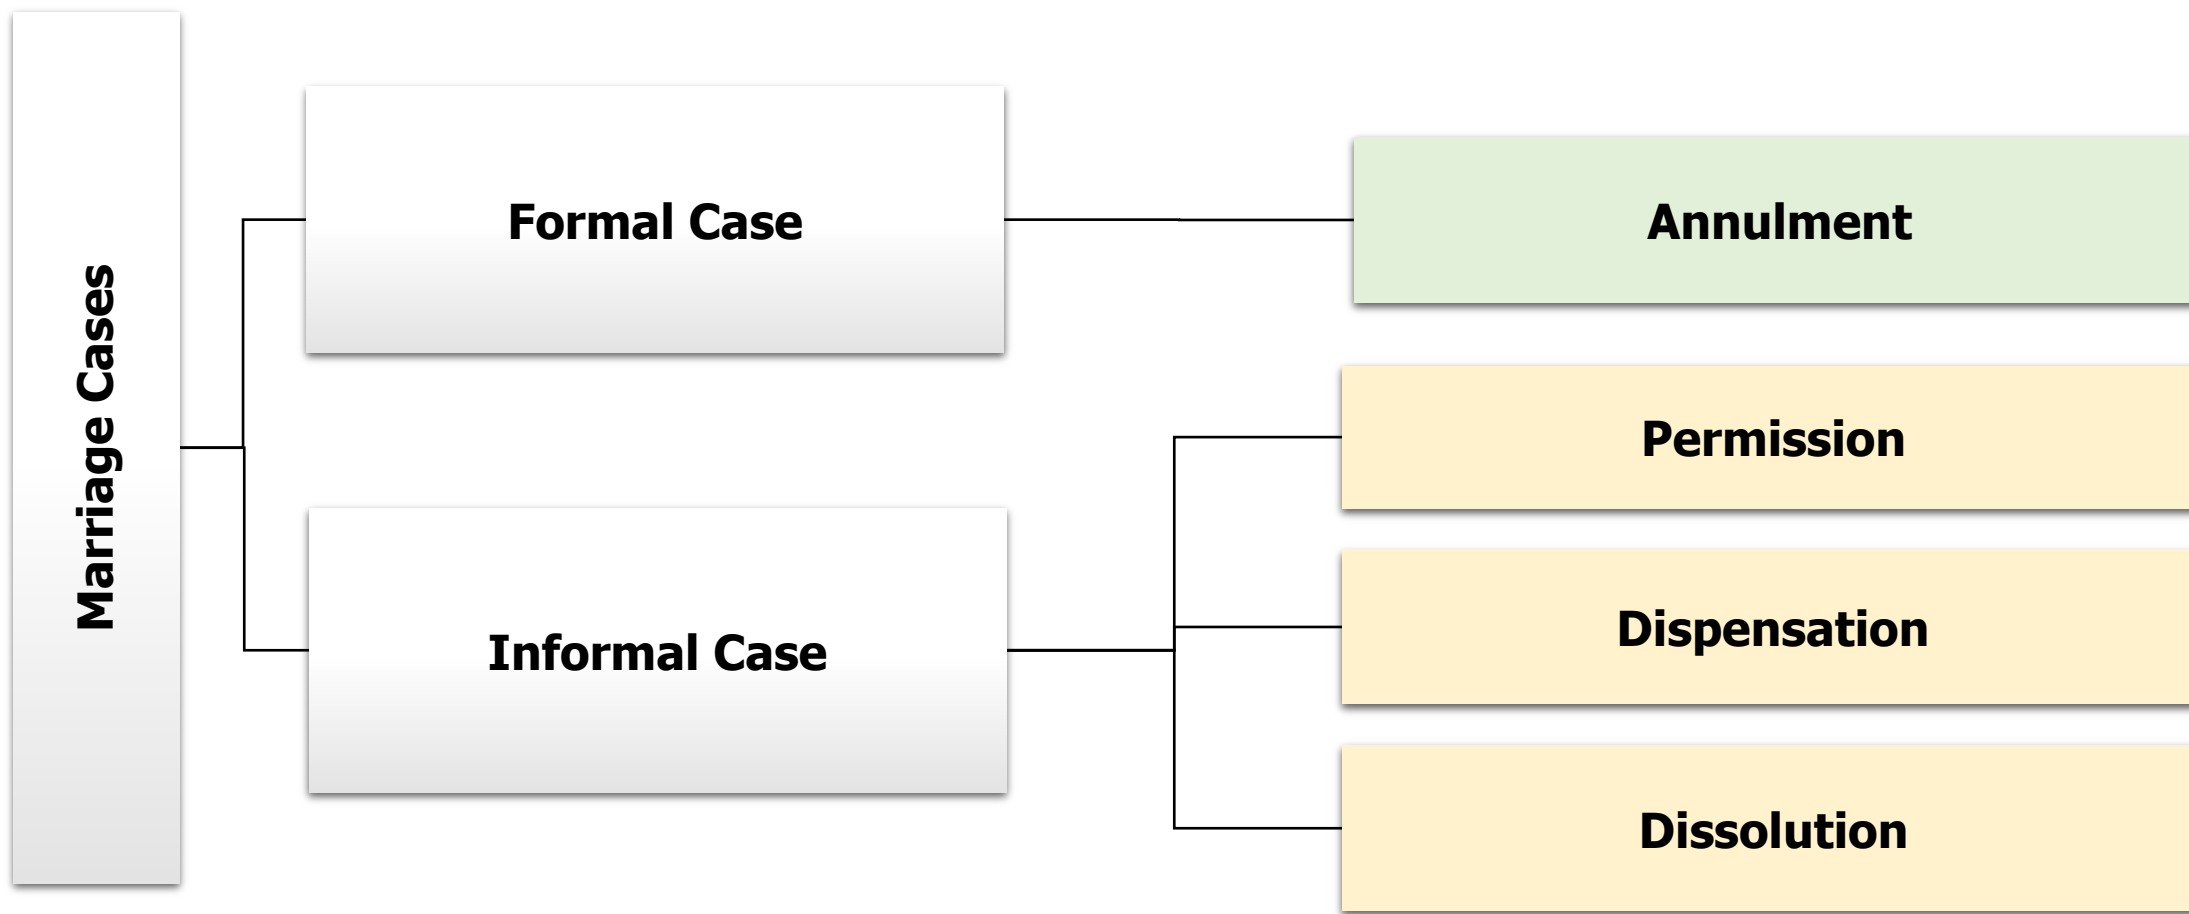 Marriage Cases
Formal Case
Annulment
Informal Case
Permission
Dispensation
Dissolution